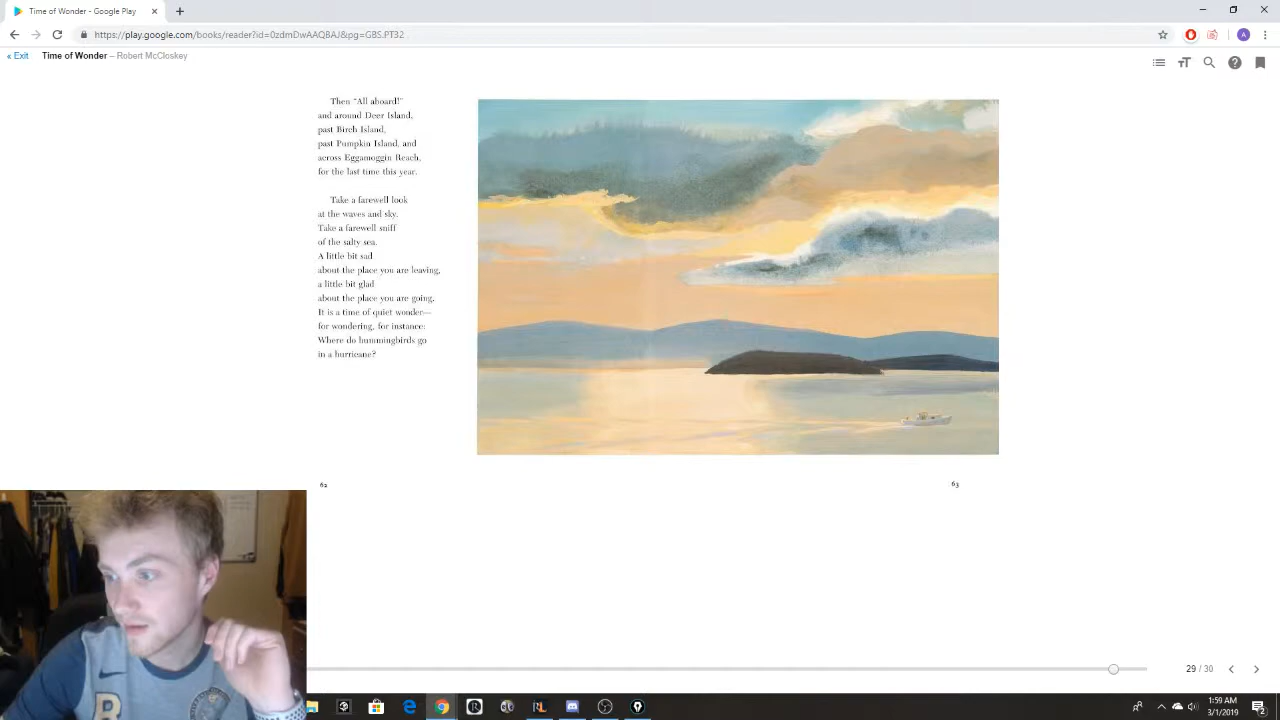 Time of Wonder - Google Play
https://play.google.com/books/reader?id=0zdmDwAAQBAJ&pg=GBS.PT32
A
« Exit
Time of Wonder – Robert McCloskey
Then "All aboard!"
and around Deer Island,
past Birch Island,
past Pumpkin Island, and
across Eggamoggin Reach,
for the last time this year.
Take a farewell look
at the waves and sky.
Take a farewell sniff
of the salty sea.
A little bit sad
about the place you are leaving,
a little bit glad
about the place you are going.
It is a time of quiet wonder—
for wondering, for instance:
Where do hummingbirds go
in a hurricane?
62
63
29 / 30
1:59 AM
3/1/2019